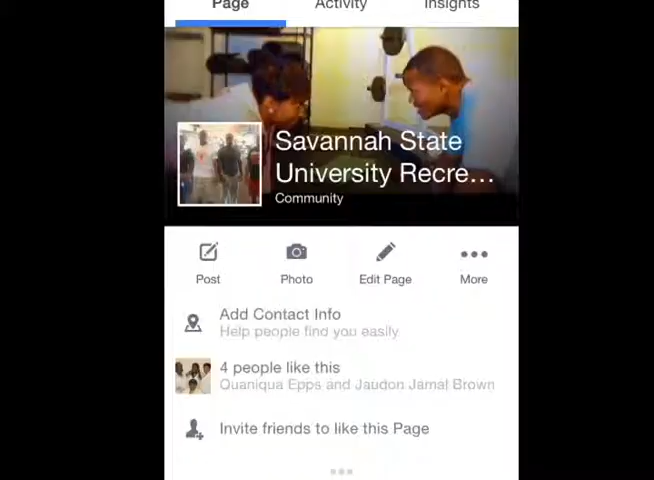 Page Activity Insights
Savannah State
University Recre...
Community
Post Photo Edit Page More
Add Contact Info
Help people find you easily
4 people like this
Quaniqua Epps and Jaudon Jamal Brown
Invite friends to like this Page